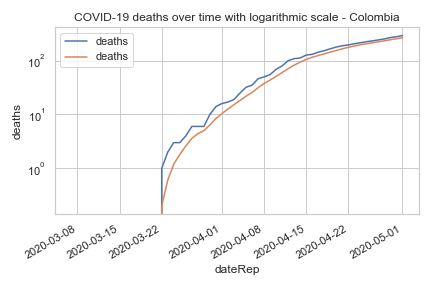 COVID-19 deaths over time with logarithmic scale - Colombia
deaths
deaths
10²
10¹
10⁰
deaths
2020-03-08
2020-03-15
2020-03-22
2020-04-01
2020-04-08
2020-04-15
2020-04-22
2020-05-01
dateRep